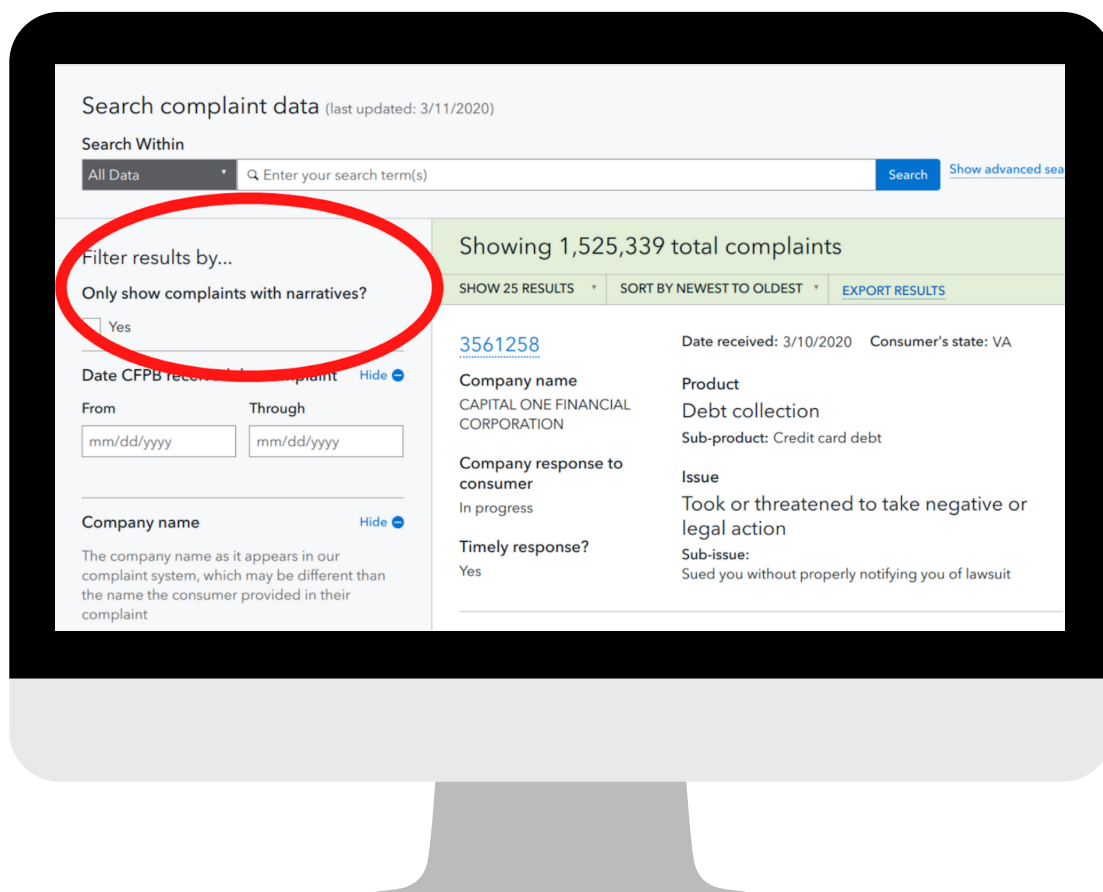 Search complaint data (last updated: 3/11/2020)
Search Within
All Data
Enter your search term(s)
Search
Show advanced sea
Filter results by...
Only show complaints with narratives?
Yes
Date CFPB received the complaint Hide
From Through
mm/dd/yyyy mm/dd/yyyy
Company name Hide
The company name as it appears in our
complaint system, which may be different than
the name the consumer provided in their
complaint
Showing 1,525,339 total complaints
SHOW 25 RESULTS SORT BY NEWEST TO OLDEST EXPORT RESULTS
3561258
Company name
CAPITAL ONE FINANCIAL
CORPORATION
Company response to
consumer
In progress
Timely response?
Yes
Date received: 3/10/2020 Consumer's state: VA
Product
Debt collection
Sub-product: Credit card debt
Issue
Took or threatened to take negative or
legal action
Sub-issue:
Sued you without properly notifying you of lawsuit